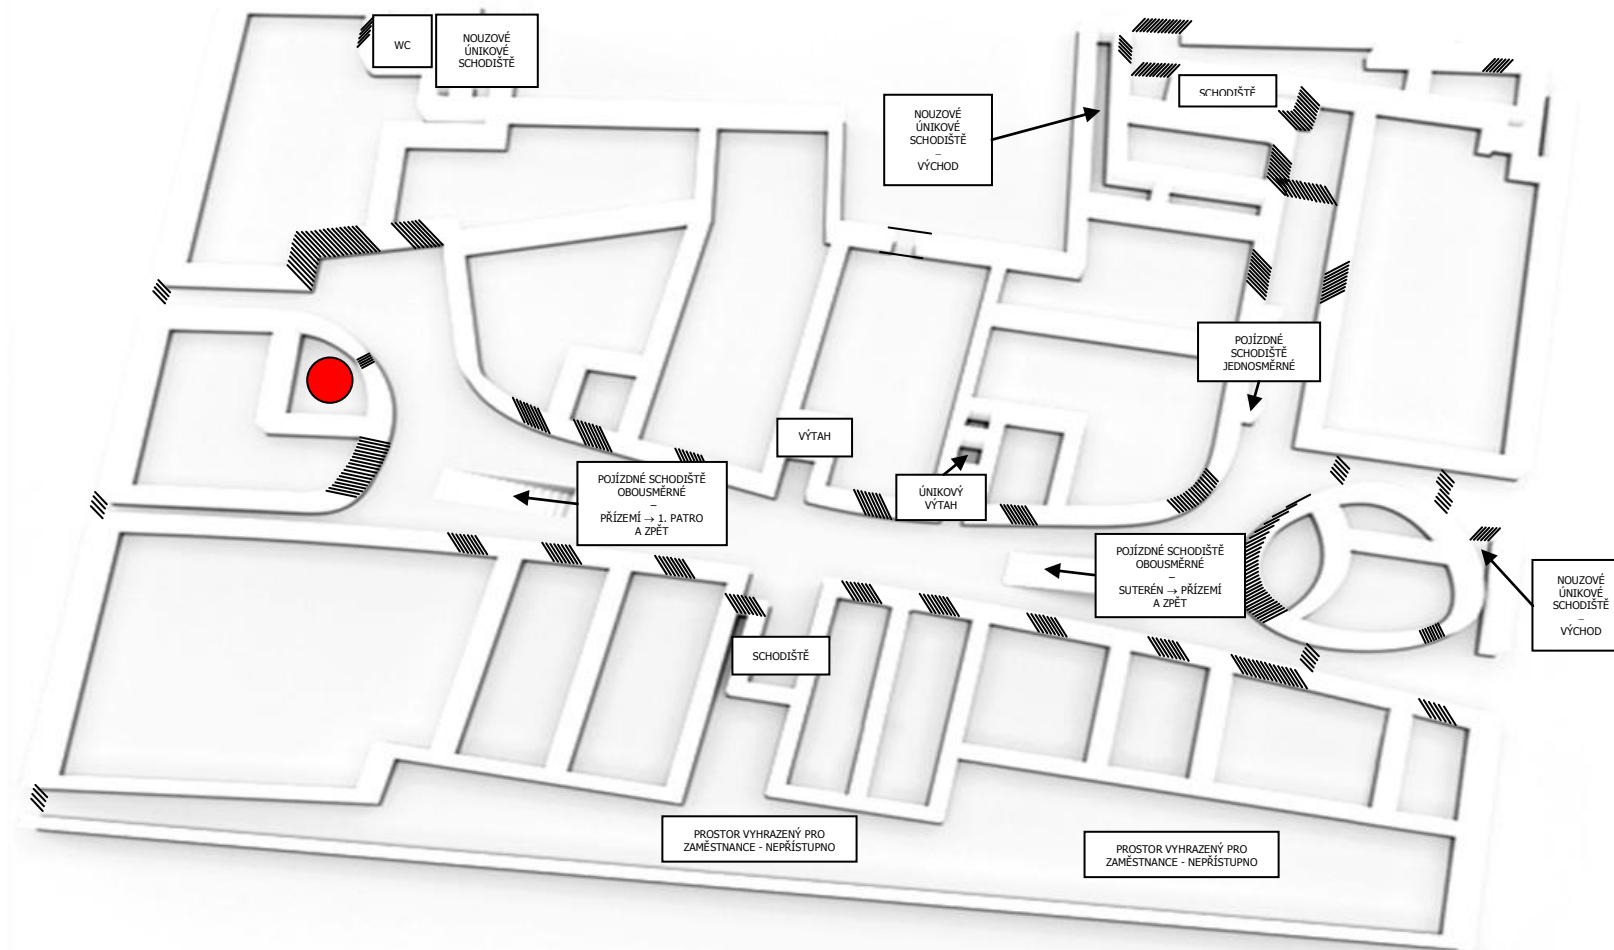 WC
NOUZOVÉ
ÚNIKOVÉ
SCHODIŠTĚ
NOUZOVÉ
ÚNIKOVÉ
SCHODIŠTĚ
–
VÝCHOD
SCHODIŠTĚ
POJÍZDNÉ
SCHODIŠTĚ
JEDNOSMĚRNÉ
VÝTAH
POJÍZDNÉ SCHODIŠTĚ
OBOUSMĚRNÉ
–
PŘÍZEMÍ → 1. PATRO
A ZPĚT
ÚNIKOVÝ
VÝTAH
POJÍZDNÉ SCHODIŠTĚ
OBOUSMĚRNÉ
–
SUTERÉN → PŘÍZEMÍ
A ZPĚT
NOUZOVÉ
ÚNIKOVÉ
SCHODIŠTĚ
–
VÝCHOD
SCHODIŠTĚ
PROSTOR VYHRAZENÝ PRO
ZAMĚSTNANCE - NEPŘÍSTUPNO
PROSTOR VYHRAZENÝ PRO
ZAMĚSTNANCE - NEPŘÍSTUPNO